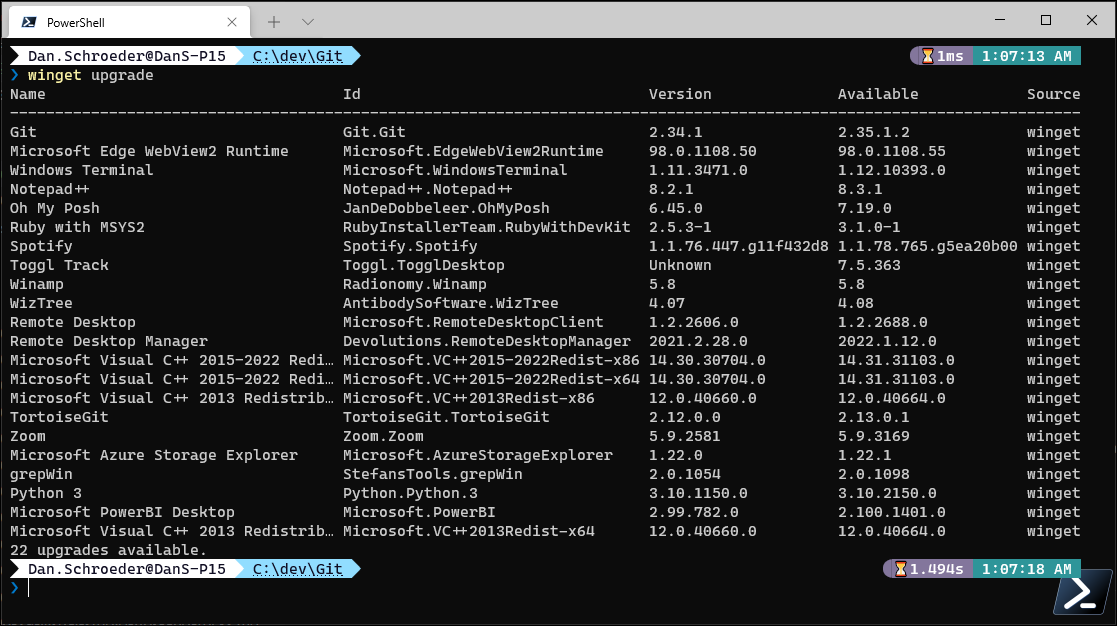 PowerShell
Dan.Schroeder@DanS-P15 C:\dev\Git 1ms 1:07:13 AM
❯ winget upgrade
Name Id Version Available Source
Git Git.Git 2.34.1 2.35.1.2 winget
Microsoft Edge WebView2 Runtime Microsoft.EdgeWebView2Runtime 98.0.1108.50 98.0.1108.55 winget
Windows Terminal Microsoft.WindowsTerminal 1.11.3471.0 1.12.10393.0 winget
Notepad++ Notepad++.Notepad++ 8.2.1 8.3.1 winget
Oh My Posh JanDeDobbeleer.OhMyPosh 6.45.0 7.19.0 winget
Ruby with MSYS2 RubyInstallerTeam.RubyWithDevKit 2.5.3-1 3.1.0-1 winget
Spotify Spotify.Spotify 1.1.76.447.g11f432d8 1.1.78.765.g5ea20b00 winget
Toggl Track Toggl.TogglDesktop Unknown 7.5.363 winget
Winamp Radionomy.Winamp 5.8 5.8 winget
WizTree AntibodySoftware.WizTree 4.07 4.08 winget
Remote Desktop Microsoft.RemoteDesktopClient 1.2.2606.0 1.2.2688.0 winget
Remote Desktop Manager Devolutions.RemoteDesktopManager 2021.2.28.0 2022.1.12.0 winget
Microsoft Visual C++ 2015-2022 Redi… Microsoft.VC++2015-2022Redist-x86 14.30.30704.0 14.31.31103.0 winget
Microsoft Visual C++ 2015-2022 Redi… Microsoft.VC++2015-2022Redist-x64 14.30.30704.0 14.31.31103.0 winget
Microsoft Visual C++ 2013 Redistrib… Microsoft.VC++2013Redist-x86 12.0.40660.0 12.0.40664.0 winget
TortoiseGit TortoiseGit.TortoiseGit 2.12.0.0 2.13.0.1 winget
Zoom Zoom.Zoom 5.9.2581 5.9.3169 winget
Microsoft Azure Storage Explorer Microsoft.AzureStorageExplorer 1.22.0 1.22.1 winget
grepWin StefansTools.grepWin 2.0.1054 2.0.1098 winget
Python 3 Python.Python.3 3.10.1150.0 3.10.2150.0 winget
Microsoft PowerBI Desktop Microsoft.PowerBI 2.99.782.0 2.100.1401.0 winget
Microsoft Visual C++ 2013 Redistrib… Microsoft.VC++2013Redist-x64 12.0.40660.0 12.0.40664.0 winget
22 upgrades available.
Dan.Schroeder@DanS-P15 C:\dev\Git 1.494s 1:07:18 AM
❯